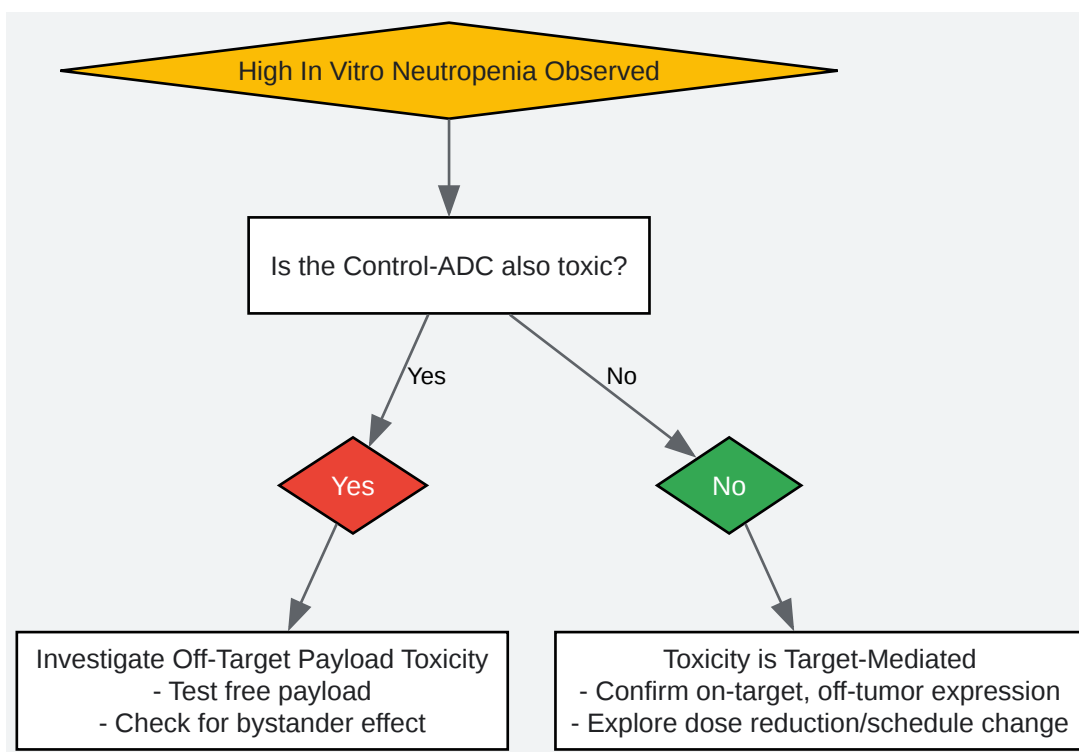 High In Vitro Neutropenia Observed
Is the Control-ADC also toxic?
Yes
No
Yes
No
Investigate Off-Target Payload Toxicity
- Test free payload
- Check for bystander effect
Toxicity is Target-Mediated
- Confirm on-target, off-tumor expression
- Explore dose reduction/schedule change